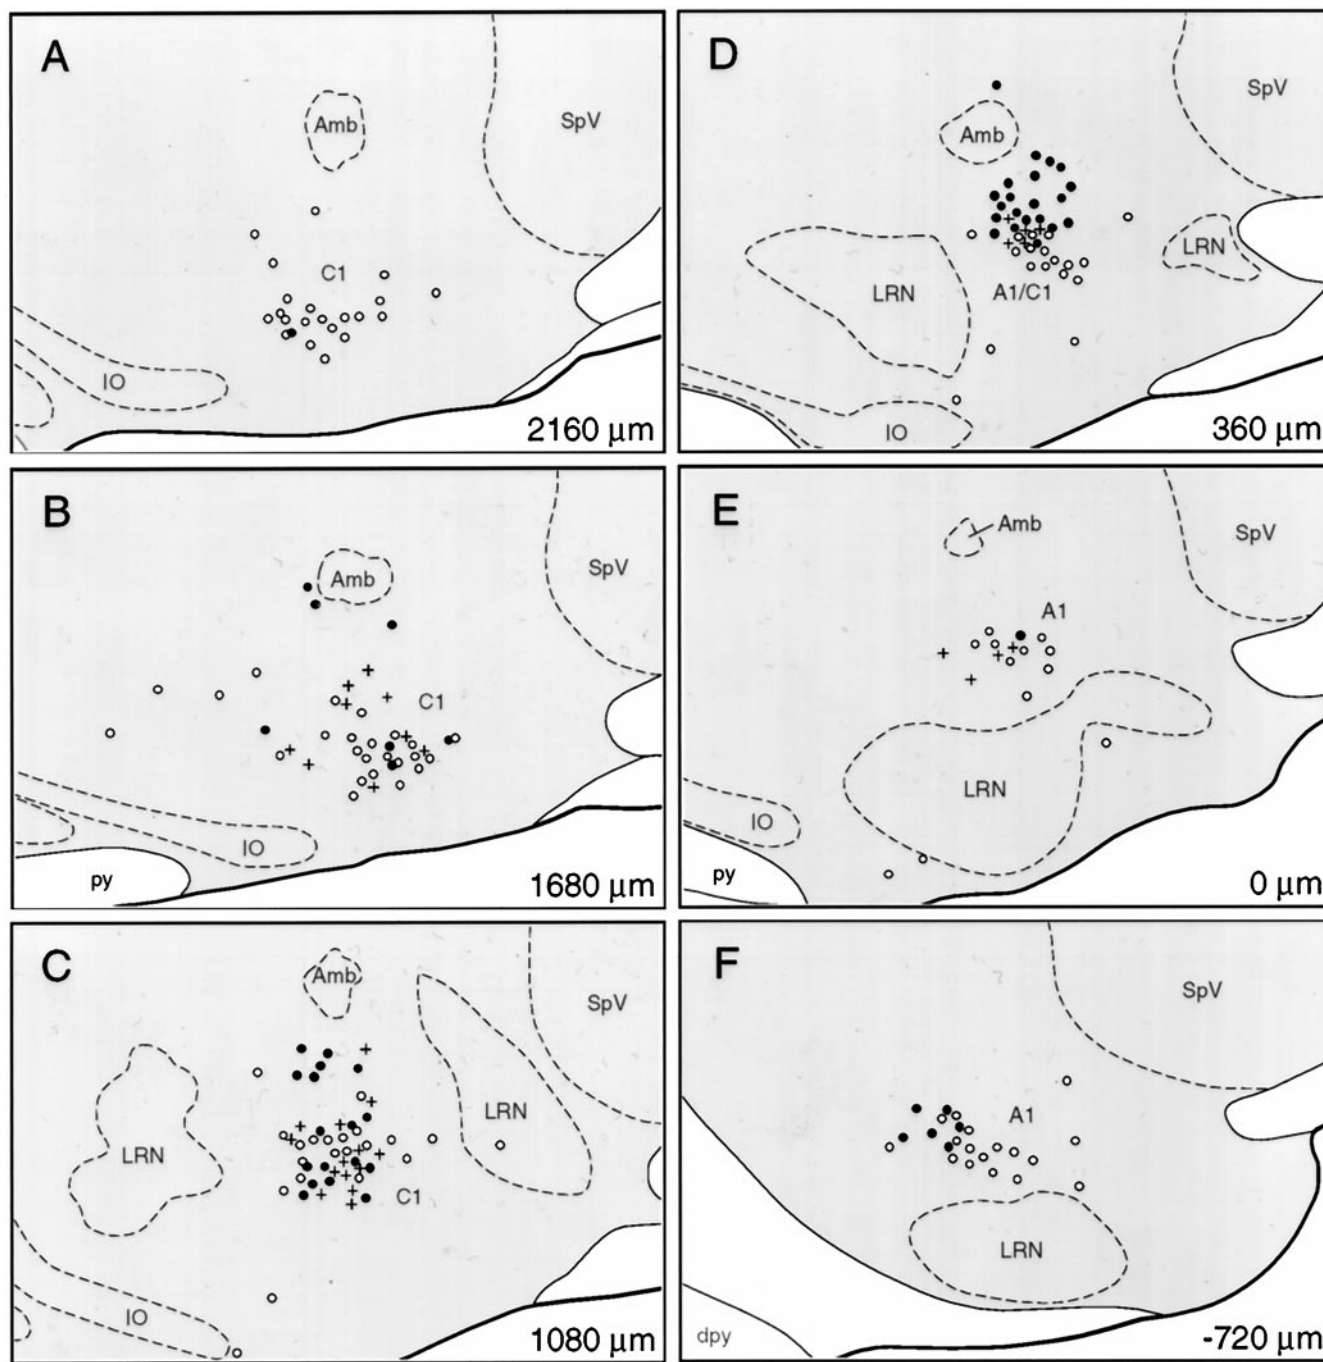 A
Amb
SpV
C1
IO
2160 µm
B
Amb
SpV
C1
IO
py
1680 µm
C
Amb
SpV
LRN
LRN
C1
IO
1080 µm
D
SpV
Amb
LRN
LRN
A1/C1
IO
360 µm
E
Amb
SpV
A1
LRN
IO
py
0 µm
F
SpV
A1
LRN
dpy
-720 µm